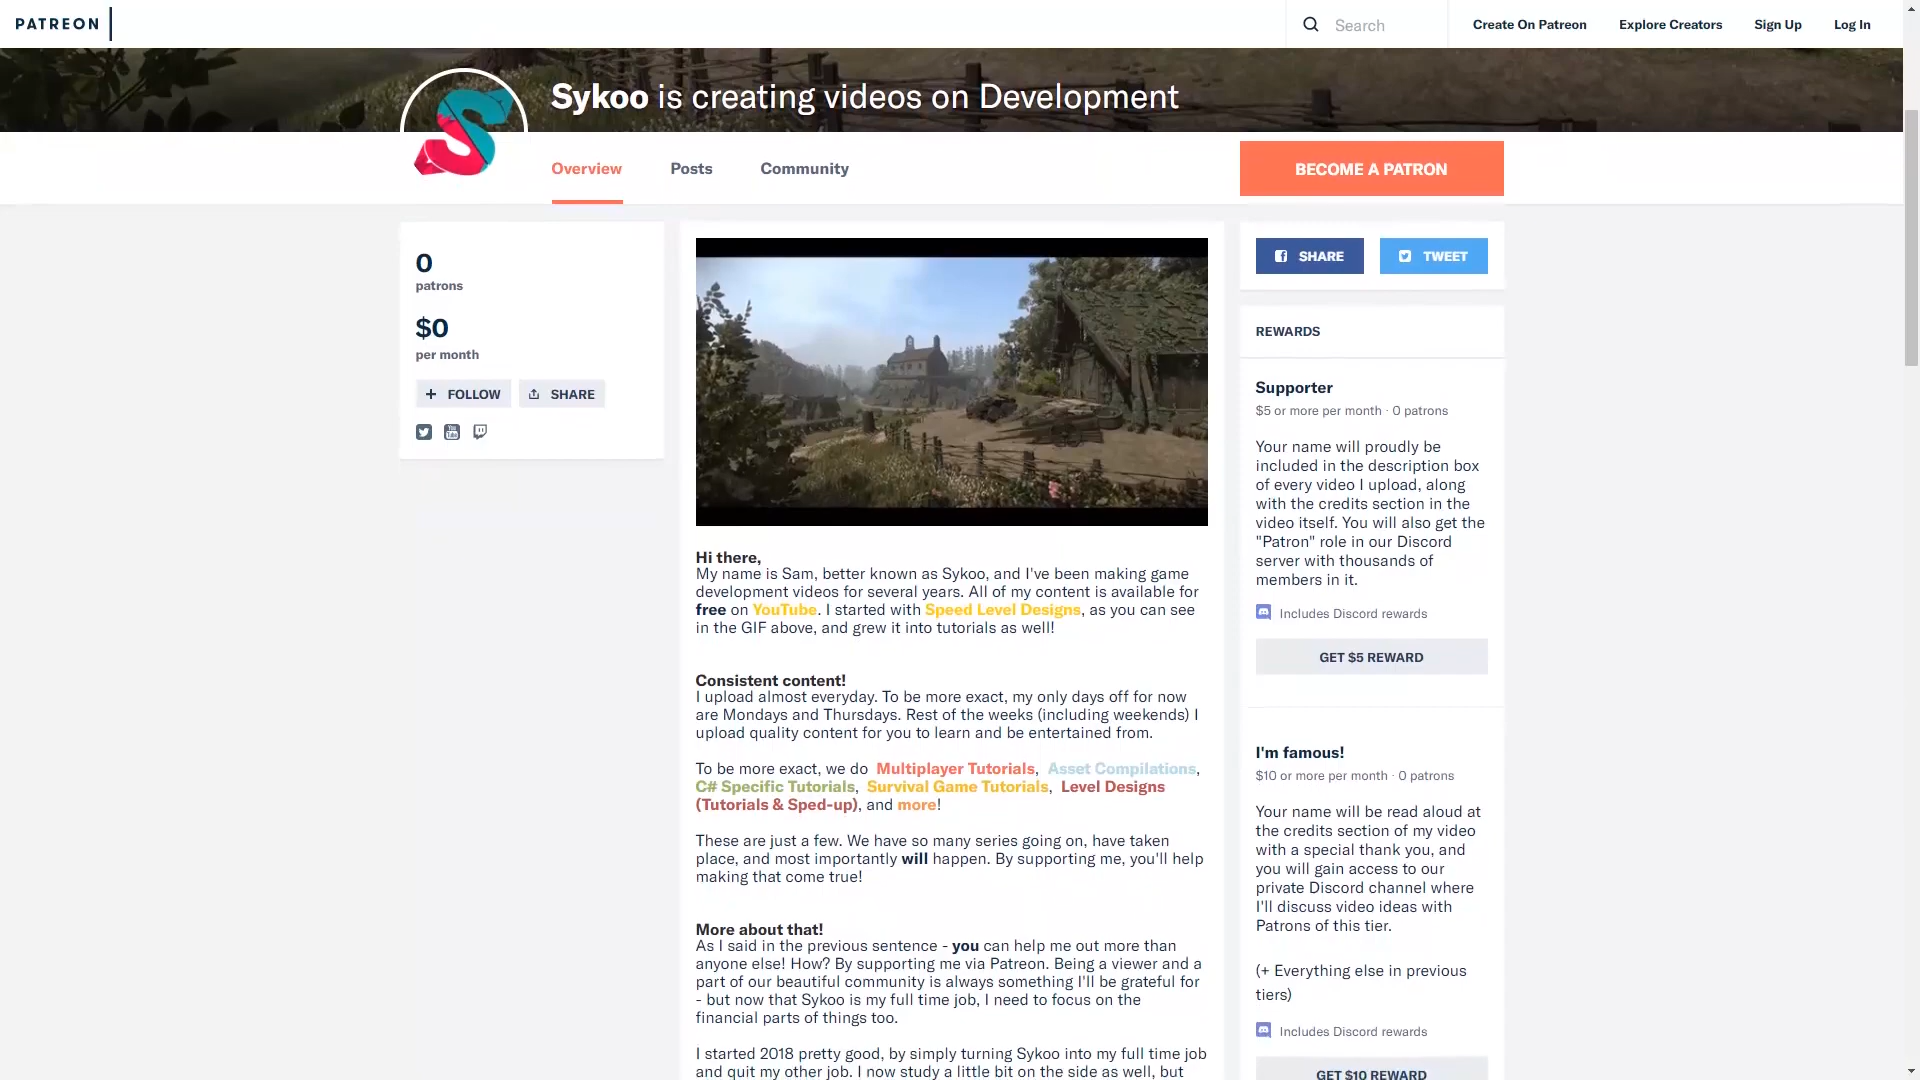 PATREON
Search
Create On Patreon
Explore Creators
Sign Up
Log In
Sykoo is creating videos on Development
Overview
Posts
Community
BECOME A PATRON
0
patrons
$0
per month
+ FOLLOW
SHARE
Hi there,
My name is Sam, better known as Sykoo, and I've been making game
development videos for several years. All of my content is available for
free on YouTube. I started with Speed Level Designs, as you can see
in the GIF above, and grew it into tutorials as well!
Consistent content!
I upload almost everyday. To be more exact, my only days off for now
are Mondays and Thursdays. Rest of the weeks (including weekends) I
upload quality content for you to learn and be entertained from.
To be more exact, we do Multiplayer Tutorials, Asset Compilations,
C# Specific Tutorials, Survival Game Tutorials, Level Designs
(Tutorials & Sped-up), and more!
These are just a few. We have so many series going on, have taken
place, and most importantly will happen. By supporting me, you'll help
making that come true!
More about that!
As I said in the previous sentence - you can help me out more than
anyone else! How? By supporting me via Patreon. Being a viewer and a
part of our beautiful community is always something I'll be grateful for
- but now that Sykoo is my full time job, I need to focus on the
financial parts of things too.
I started 2018 pretty good, by simply turning Sykoo into my full time job
and quit my other job. I now study a little bit on the side as well, but
SHARE
TWEET
REWARDS
Supporter
$5 or more per month · 0 patrons
Your name will proudly be
included in the description box
of every video I upload, along
with the credits section in the
video itself. You will also get the
"Patron" role in our Discord
server with thousands of
members in it.
Includes Discord rewards
GET $5 REWARD
I'm famous!
$10 or more per month · 0 patrons
Your name will be read aloud at
the credits section of my video
with a special thank you, and
you will gain access to our
private Discord channel where
I'll discuss video ideas with
Patrons of this tier.
(+ Everything else in previous
tiers)
Includes Discord rewards
GET $10 REWARD